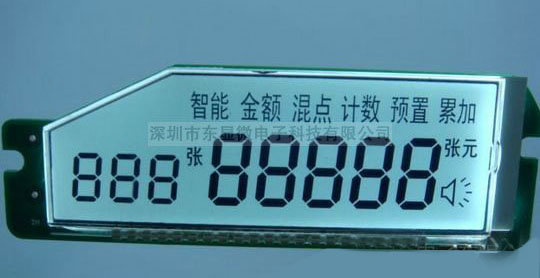 智能 金额 混点 计数 预置 累加
深圳市东显微电子科技有限公司
888 张 88888 张元